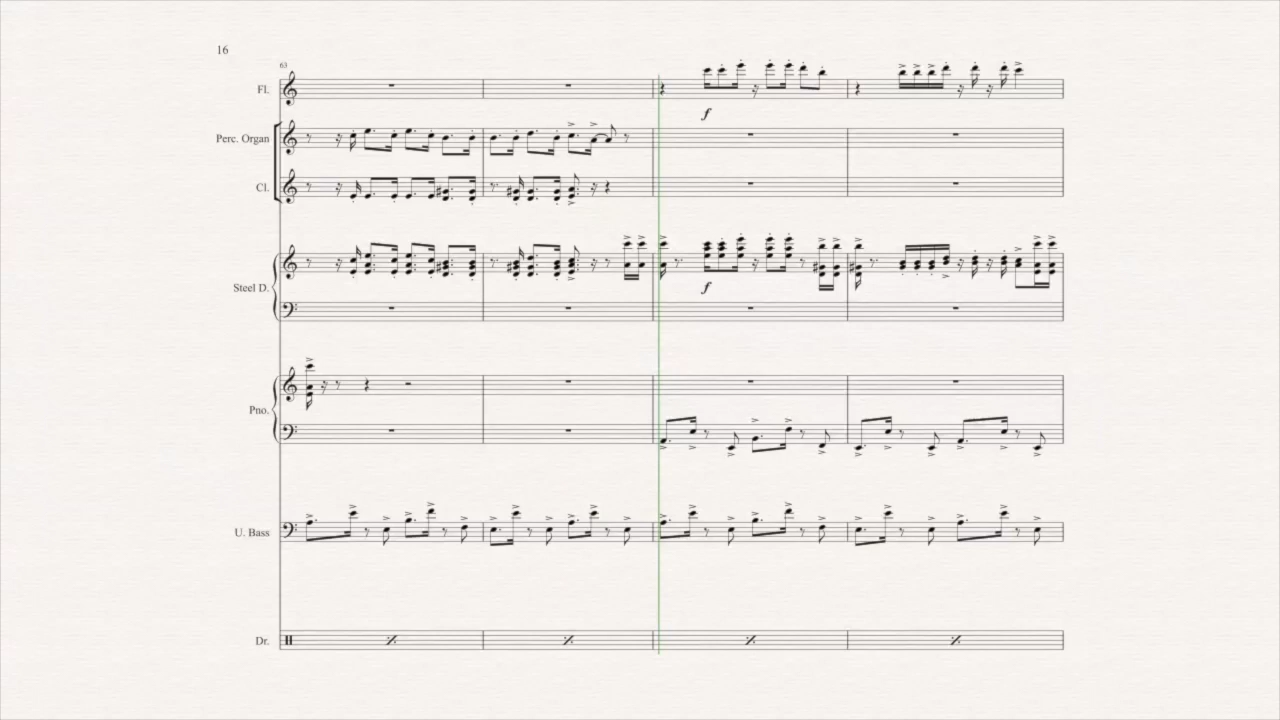 16
63
Fl.
f
Perc. Organ
Cl.
Steel D.
f
Pno.
U. Bass
Dr.